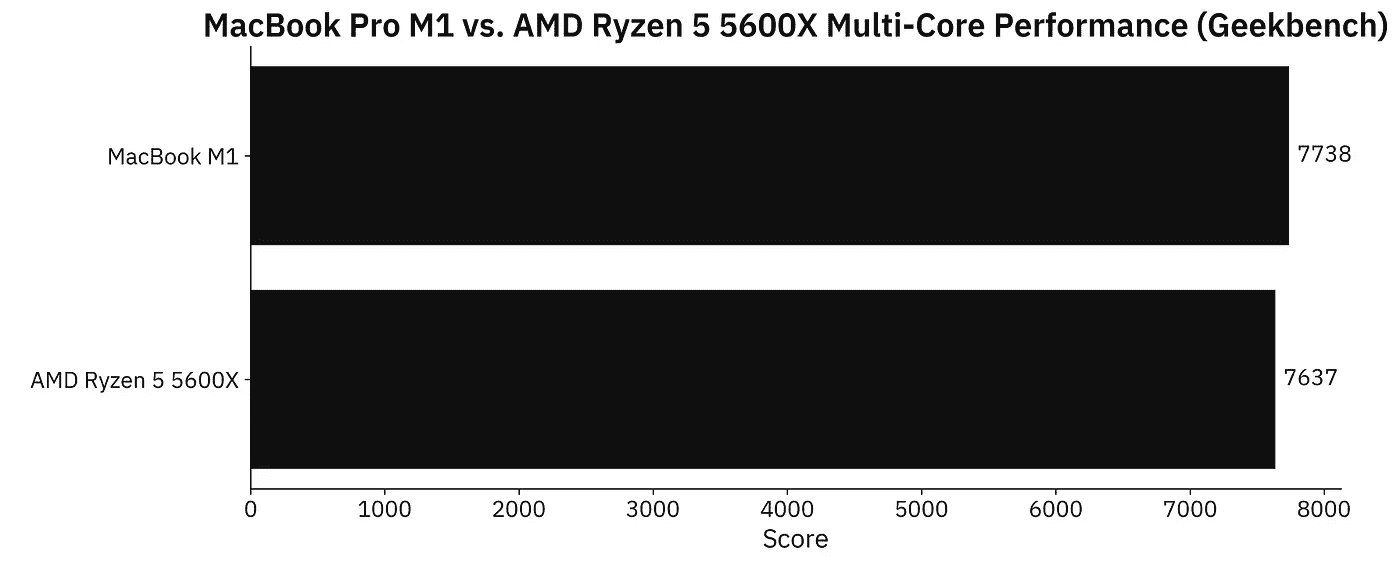 MacBook Pro M1 vs. AMD Ryzen 5 5600X Multi-Core Performance (Geekbench)
MacBook M1
7738
AMD Ryzen 5 5600X
7637
0 1000 2000 3000 4000 5000 6000 7000 8000
Score